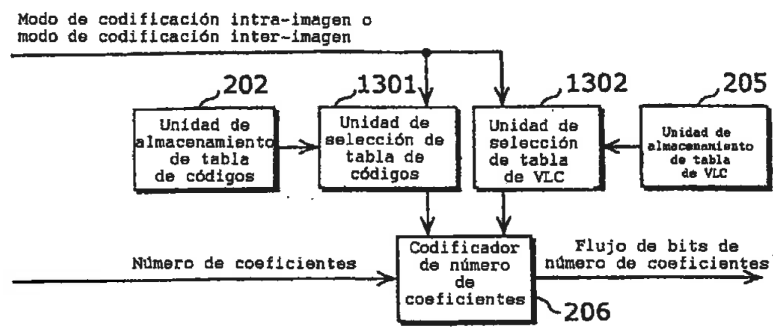 Modo de codificación intra-imagen o
modo de codificación inter-imagen
202
1301
1302
205
Unidad de
almacenamiento
de tabla
de códigos
Unidad de
selección de
tabla de
códigos
Unidad de
selección
de tabla
de VLC
Unidad de
almacenamiento
de tabla de
VLC
Número de coeficientes
Codificador
de número
de
coeficientes
Flujo de bits de
número de coeficientes
206